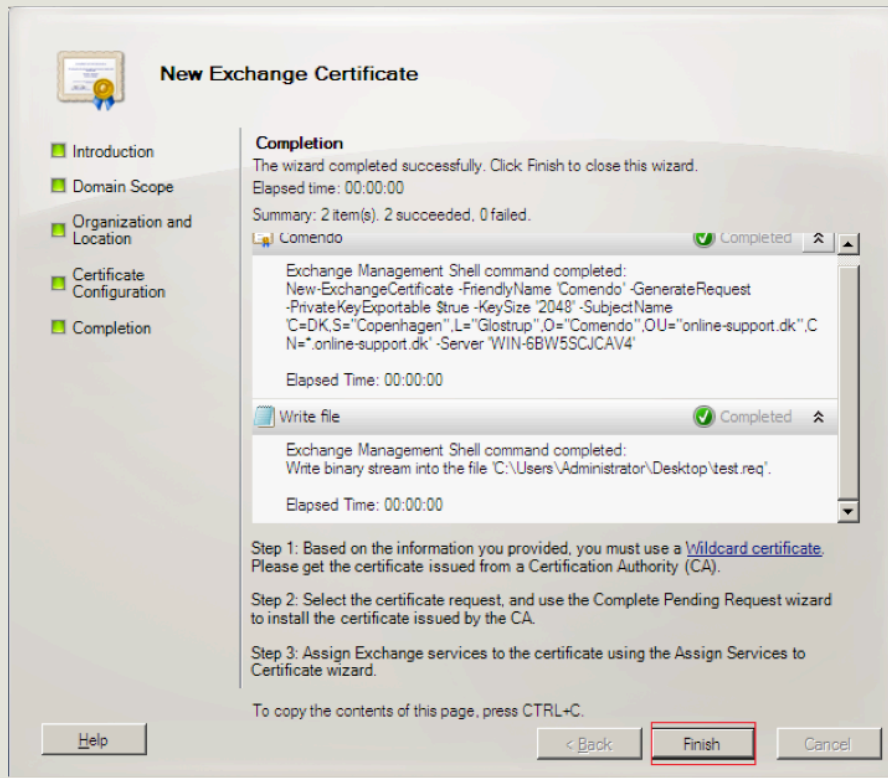 New Exchange Certificate
Introduction
Domain Scope
Organization and
Location
Certificate
Configuration
Completion
Completion
The wizard completed successfully. Click Finish to close this wizard.
Elapsed time: 00:00:00
Summary: 2 item(s). 2 succeeded, 0 failed.
Comendo
Completed
Exchange Management Shell command completed:
New-ExchangeCertificate -FriendlyName 'Comendo' -GenerateRequest
-PrivateKeyExportable $true -KeySize '2048' -SubjectName
'C=DK,S="Copenhagen",L="Glostrup",O="Comendo",OU="online-support.dk",C
N=*.online-support.dk' -Server 'WIN-6BW5SCJCAV4'
Elapsed Time: 00:00:00
Write file
Completed
Exchange Management Shell command completed:
Write binary stream into the file 'C:\Users\Administrator\Desktop\test.req'.
Elapsed Time: 00:00:00
Step 1: Based on the information you provided, you must use a Wildcard certificate.
Please get the certificate issued from a Certification Authority (CA).
Step 2: Select the certificate request, and use the Complete Pending Request wizard
to install the certificate issued by the CA.
Step 3: Assign Exchange services to the certificate using the Assign Services to
Certificate wizard.
To copy the contents of this page, press CTRL+C.
Help
< Back
Finish
Cancel